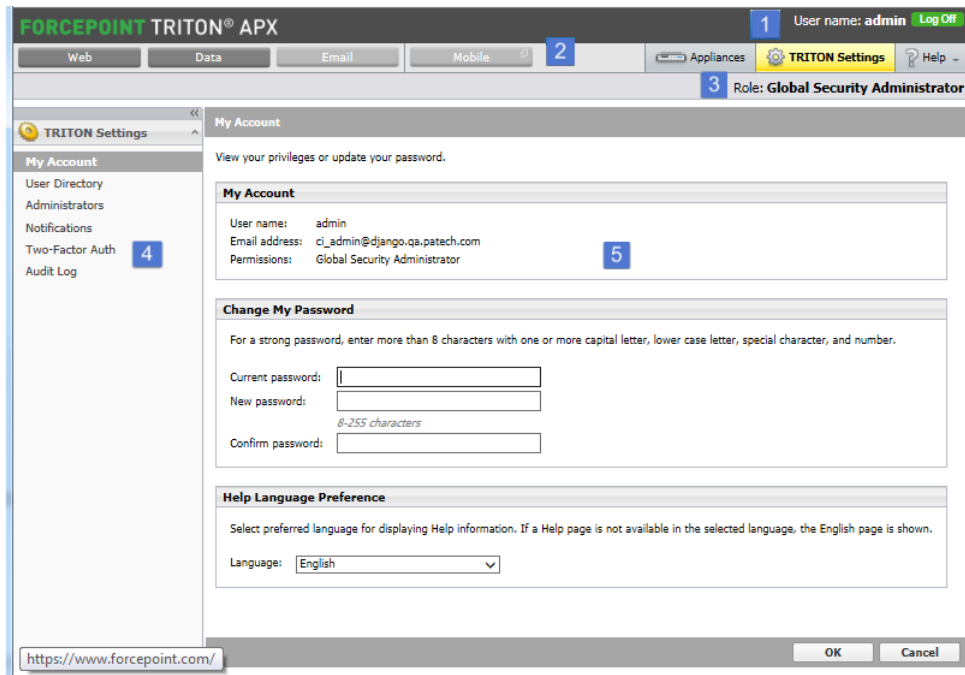 FORCEPOINT TRITON® APX
1 User name: admin Log Off
Web Data Email Mobile 2 Appliances TRITON Settings Help
3 Role: Global Security Administrator
TRITON Settings
My Account
User Directory
Administrators
Notifications
Two-Factor Auth
4
Audit Log
My Account
View your privileges or update your password.
My Account
User name: admin
Email address: ci_admin@django.qa.patech.com
Permissions: Global Security Administrator
5
Change My Password
For a strong password, enter more than 8 characters with one or more capital letter, lower case letter, special character, and number.
Current password:
New password:
8-255 characters
Confirm password:
Help Language Preference
Select preferred language for displaying Help information. If a Help page is not available in the selected language, the English page is shown.
Language: English
OK Cancel
https://www.forcepoint.com/